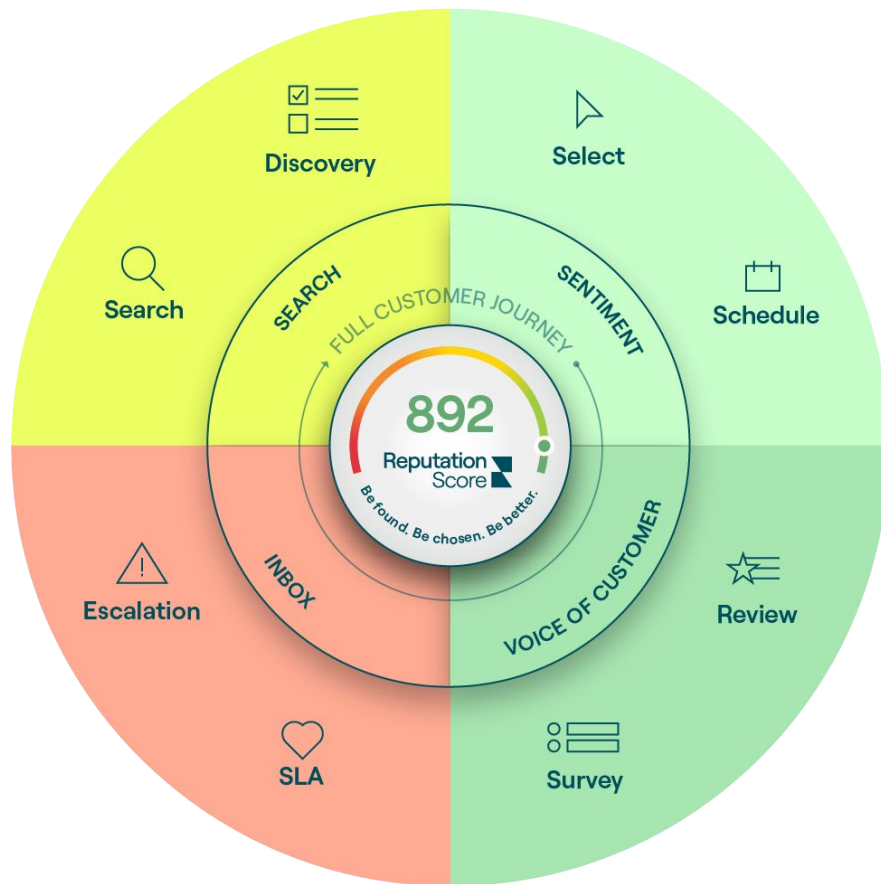 Discovery
Select
Search
Schedule
SEARCH
SENTIMENT
FULL CUSTOMER JOURNEY
892
Reputation
Score
Be found. Be chosen. Be better.
INBOX
VOICE OF CUSTOMER
Escalation
Review
SLA
Survey